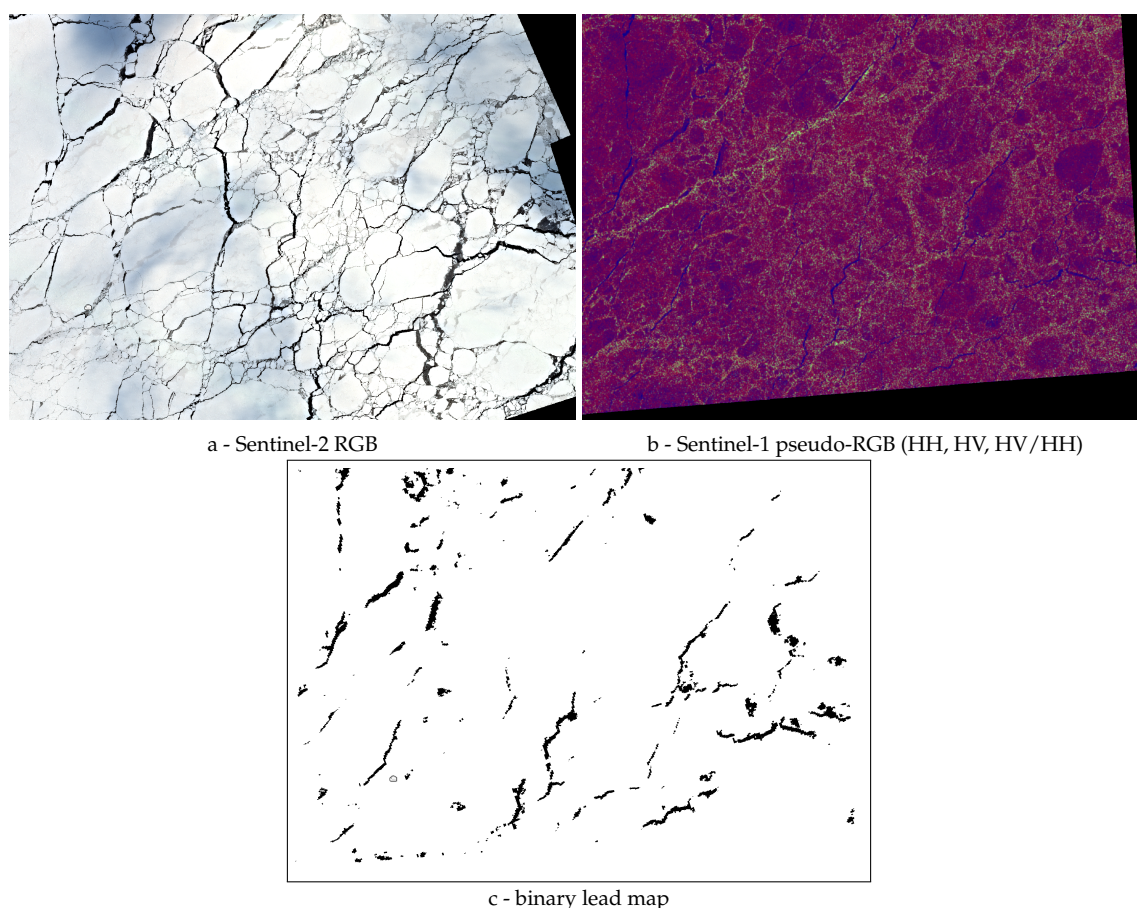 a - Sentinel-2 RGB
b - Sentinel-1 pseudo-RGB (HH, HV, HV/HH)
c - binary lead map